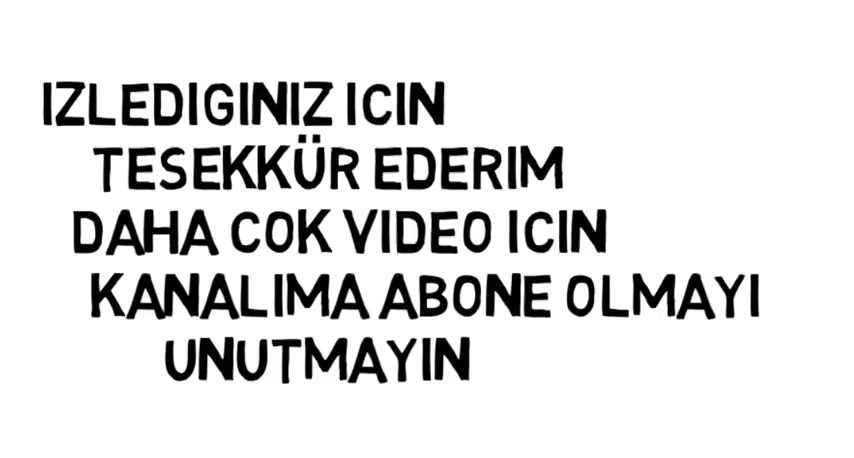 IZLEDIGINIZ ICIN
TESEKKÜR EDERIM
DAHA COK VIDEO ICIN
KANALIMA ABONE OLMAYI
UNUTMAYIN